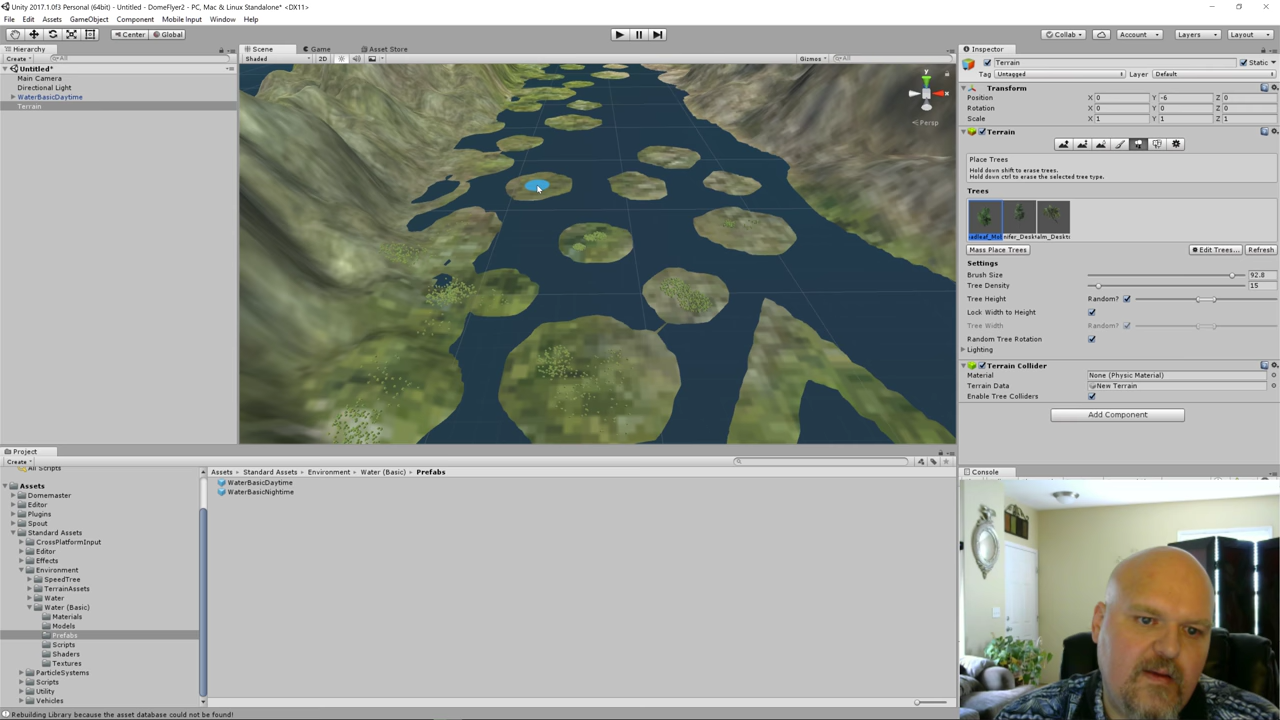 Unity 2017.1.0f3 Personal (64bit) - Untitled - DomeFlyer2 - PC, Mac & Linux Standalone* <DX11>
File Edit Assets GameObject Component Mobile Input Window Help
Center Global Collab Account Layers Layout
Hierarchy
Create All
Untitled*
Main Camera
Directional Light
WaterBasicDaytime
Terrain
Scene Game Asset Store
Shaded 2D Gizmos All
y
Persp
Inspector
Terrain Static
Tag Untagged Layer Default
Transform
Position X 0 Y -6 Z 0
Rotation X 0 Y 0 Z 0
Scale X 1 Y 1 Z 1
Terrain
Place Trees
Hold down shift to erase trees.
Hold down ctrl to erase the selected tree type.
Trees
Mass Place Trees Edit Trees... Refresh
Settings
Brush Size 92.8
Tree Density 15
Tree Height Random?
Lock Width to Height
Tree Width Random?
Random Tree Rotation
Lighting
Terrain Collider
Material None (Physic Material)
Terrain Data New Terrain
Enable Tree Colliders
Add Component
Project
Create
All Scripts
Assets
Domemaster
Editor
Plugins
Spout
Standard Assets
CrossPlatformInput
Editor
Effects
Environment
SpeedTree
TerrainAssets
Water
Water (Basic)
Materials
Models
Prefabs
Scripts
Shaders
Textures
ParticleSystems
Scripts
Utility
Vehicles
Assets Standard Assets Environment Water (Basic) Prefabs
WaterBasicDaytime
WaterBasicNightime
Console
Rebuilding Library because the asset database could not be found!